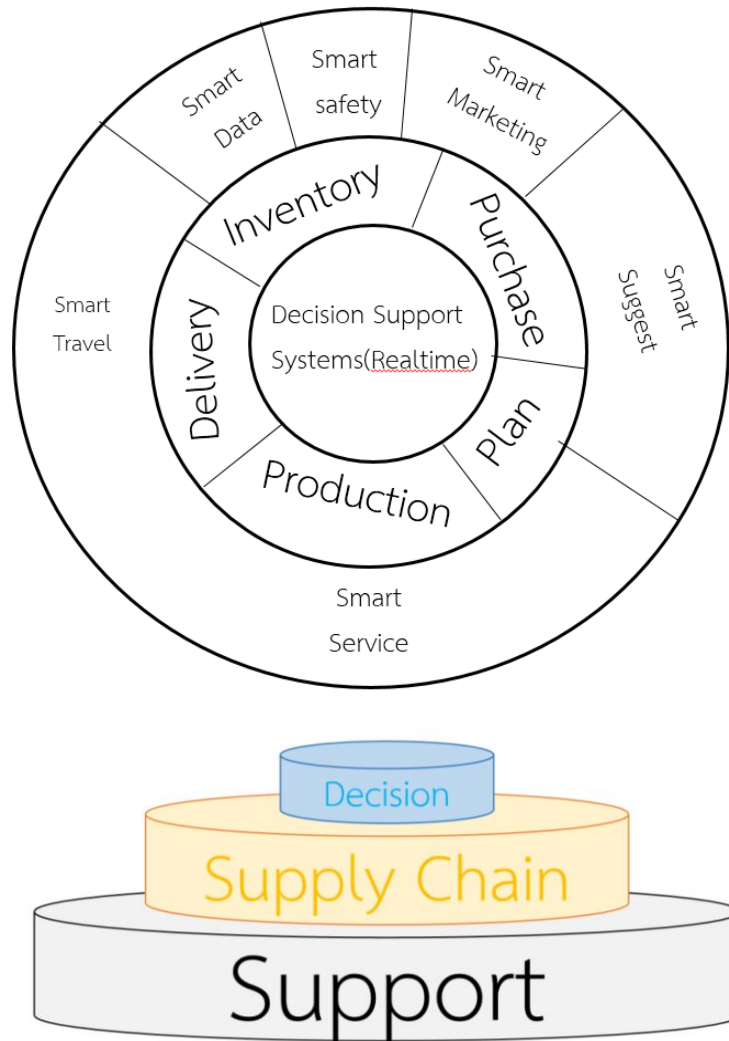 Smart
safety
Smart
Marketing
Smart
Suggest
Smart
Service
Smart
Travel
Smart
Data
Inventory
Purchase
Plan
Production
Delivery
Decision Support
Systems(Realtime)
Decision
Supply Chain
Support